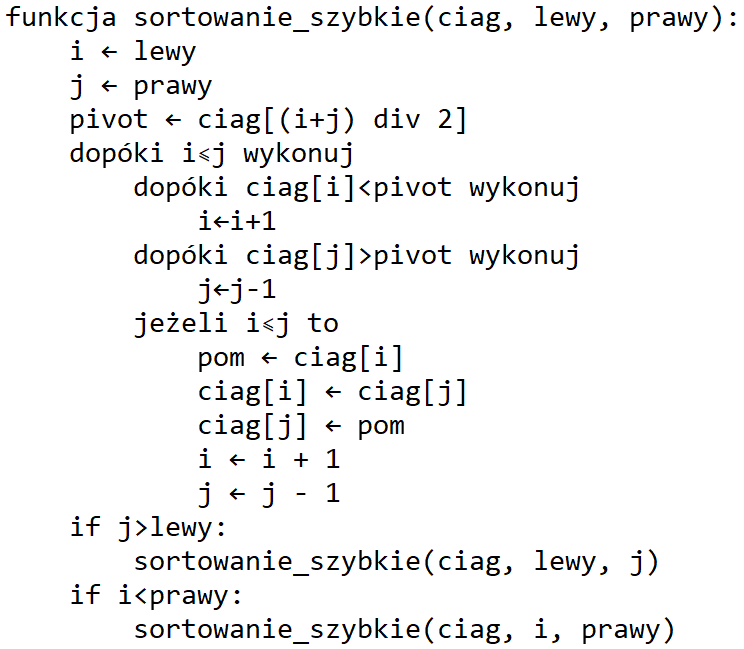 funkcja sortowanie_szybkie(ciag, lewy, prawy):
    i ← lewy
    j ← prawy
    pivot ← ciag[(i+j) div 2]
    dopóki i⩽j wykonuj
        dopóki ciag[i]<pivot wykonuj
            i←i+1
        dopóki ciag[j]>pivot wykonuj
            j←j-1
        jeżeli i⩽j to
            pom ← ciag[i]
            ciag[i] ← ciag[j]
            ciag[j] ← pom
            i ← i + 1
            j ← j - 1
    if j>lewy:
        sortowanie_szybkie(ciag, lewy, j)
    if i<prawy:
        sortowanie_szybkie(ciag, i, prawy)